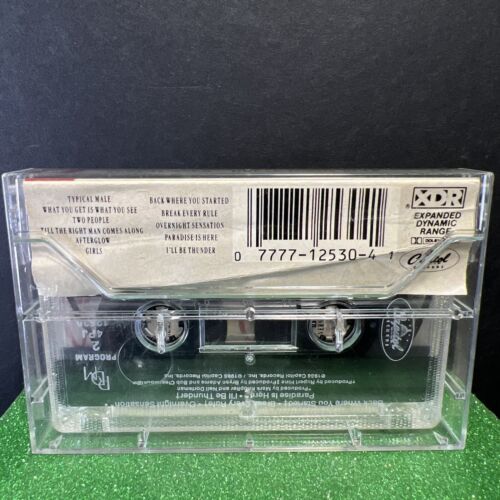 TYPICAL MALE
WHAT YOU GET IS WHAT YOU SEE
TWO PEOPLE
TILL THE RIGHT MAN COMES ALONG
AFTERGLOW
GIRLS
BACK WHERE YOU STARTED
BREAK EVERY RULE
OVERNIGHT SENSATION
PARADISE IS HERE
I'LL BE THUNDER
0 7777-12530-4 1
XDR
EXPANDED
DYNAMIC
RANGE
DOLBY
Capitol
RECORDS
PROGRAM
2
Back Where You Started • Break Every Rule • Overnight Sensation
Paradise Is Here • I'll Be Thunder